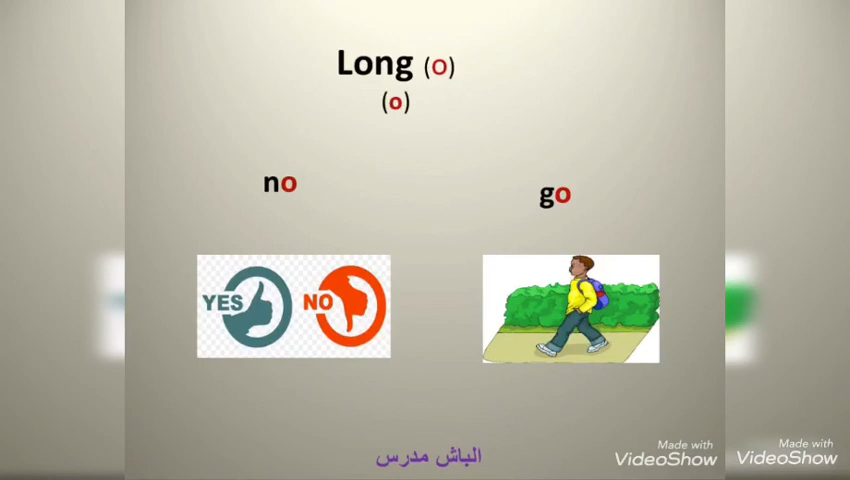 Long (o)
(o)
no
go
YES
NO
الباش مدرس
Made with
VideoShow
Made with
VideoShow